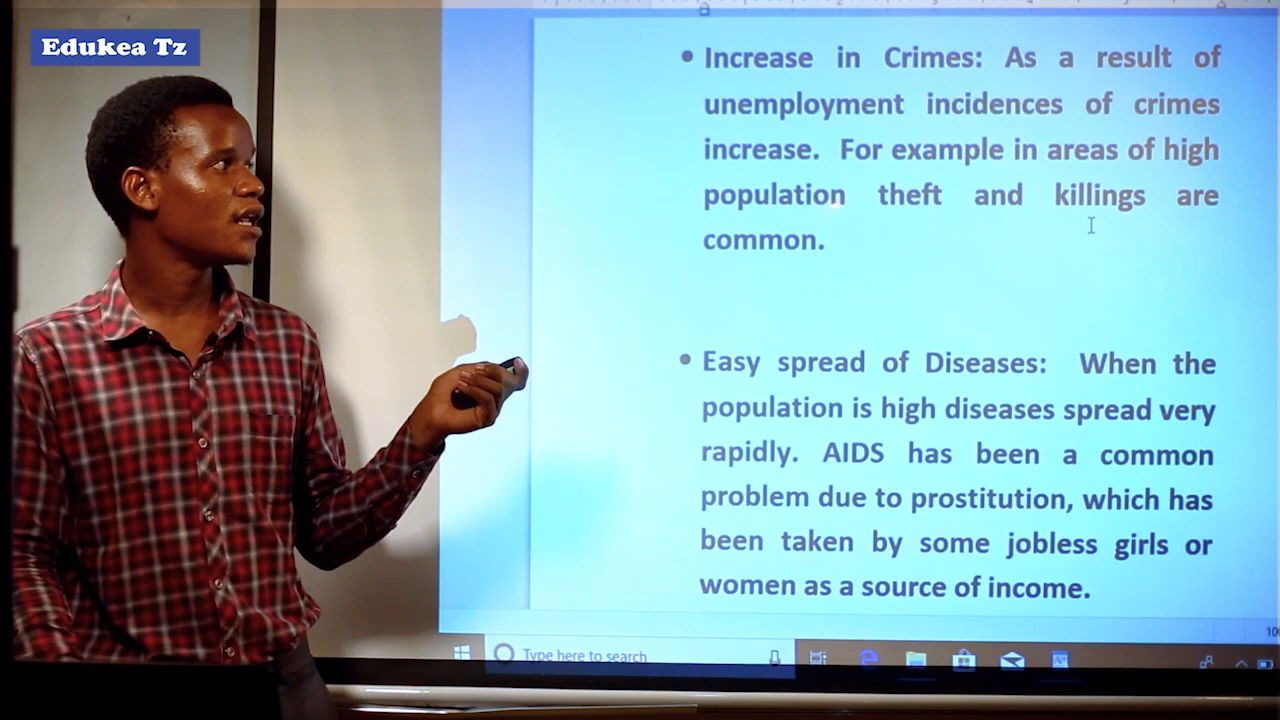 Edukea Tz
• Increase in Crimes: As a result of
unemployment incidences of crimes
increase. For example in areas of high
population theft and killings are
common.
• Easy spread of Diseases: When the
population is high diseases spread very
rapidly. AIDS has been a common
problem due to prostitution, which has
been taken by some jobless girls or
women as a source of income.
100
Type here to search